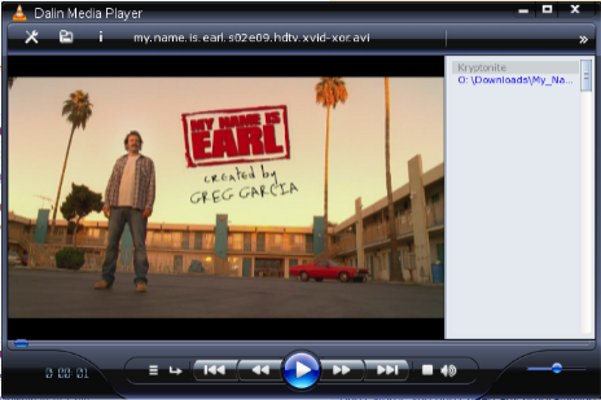 Dalin Media Player
i
my.name.is.earl.s02e09.hdtv.xvid-xor.avi
»
Kryptonite
O:\Downloads\My_Na...
MY NAME IS
EARL
created by
GREG GARCIA
0:00:01